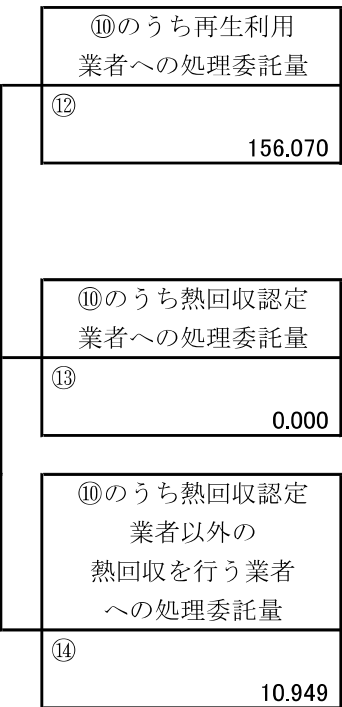 ⑩のうち再生利用
業者への処理委託量
⑫
156.070
⑩のうち熱回収認定
業者への処理委託量
⑬
0.000
⑩のうち熱回収認定
業者以外の
熱回収を行う業者
への処理委託量
⑭
10.949